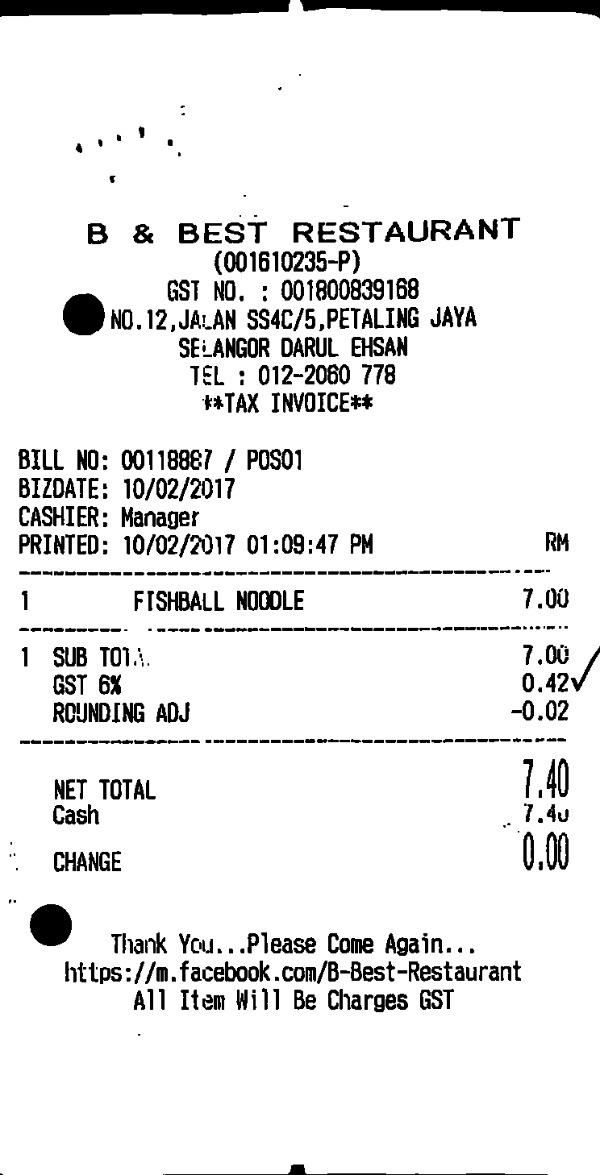 B & BEST RESTAURANT
(001610235-P)
GST NO. : 001800839168
NO.12,JALAN SS4C/5,PETALING JAYA
SELANGOR DARUL EHSAN
TEL : 012-2060 778
**TAX INVOICE**
BILL NO: 00118867 / POS01
BIZDATE: 10/02/2017
CASHIER: Manager
PRINTED: 10/02/2017 01:09:47 PM RM
1 FISHBALL NOODLE 7.00
1 SUB TOTAL 7.00
GST 6% 0.42
ROUNDING ADJ -0.02
NET TOTAL 7.40
Cash 7.40
CHANGE 0.00
Thank You...Please Come Again...
https://m.facebook.com/B-Best-Restaurant
All Item Will Be Charges GST